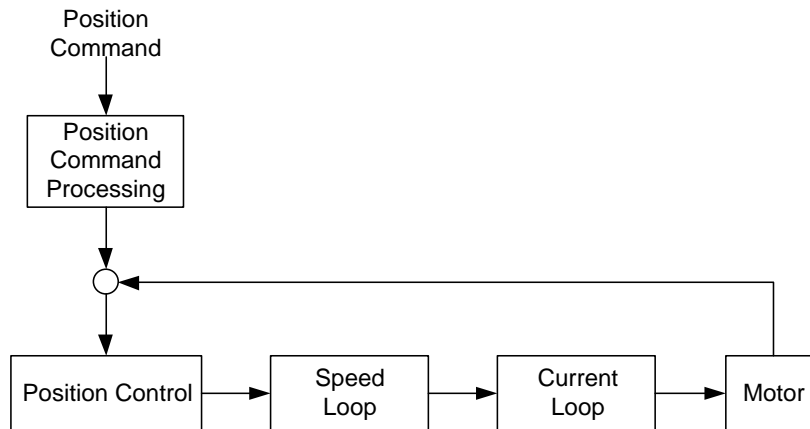 Position
Command
Position
Command
Processing
Position Control
Speed
Loop
Current
Loop
Motor